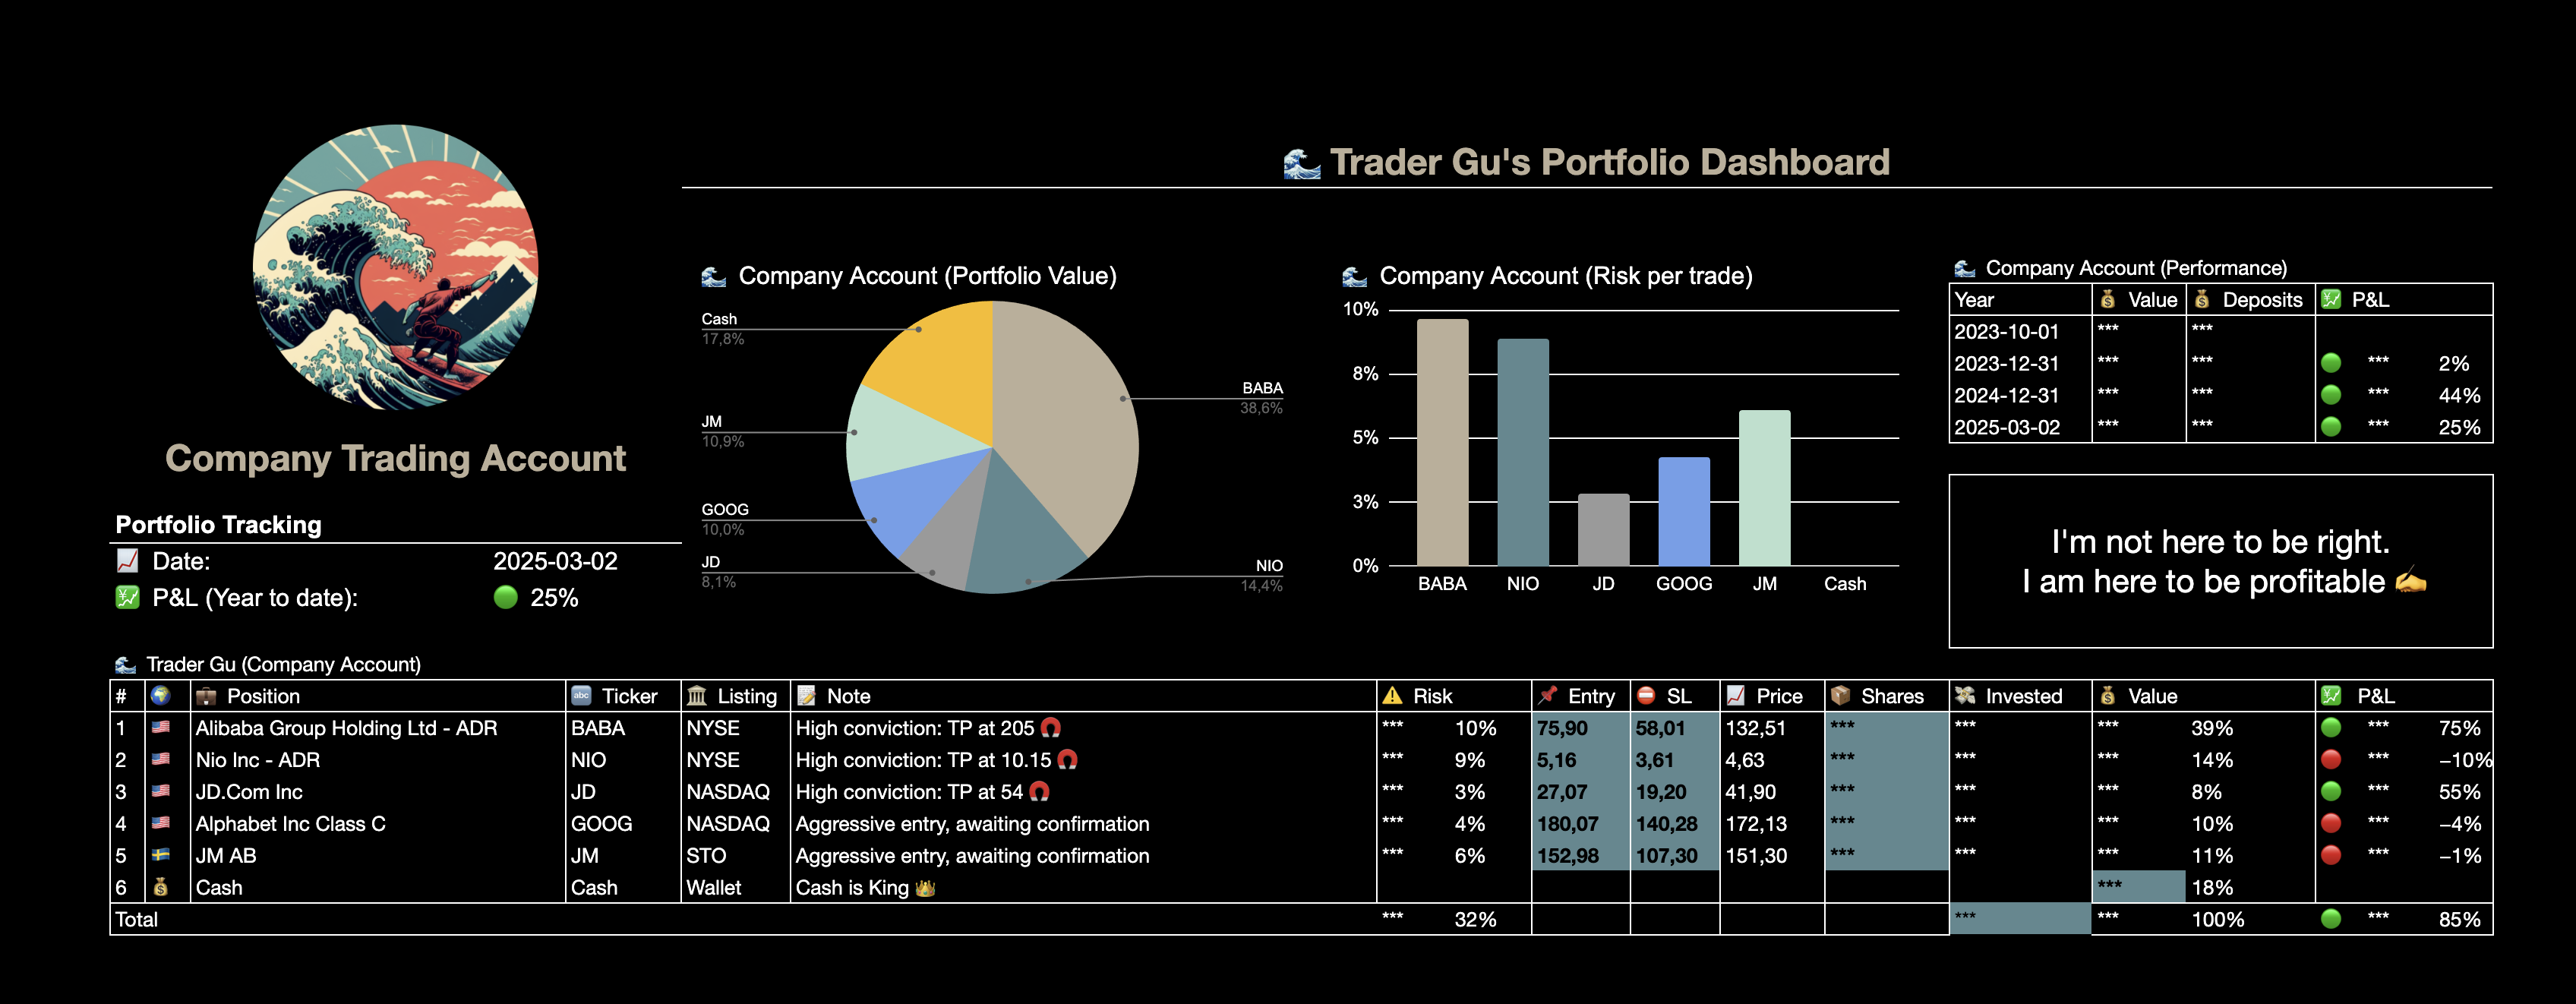 🌊 Trader Gu's Portfolio Dashboard
Company Trading Account
Portfolio Tracking
📈 Date: 2025-03-02
💹 P&L (Year to date): 🟢 25%
🌊 Company Account (Portfolio Value)
Cash
17,8%
JM
10,9%
GOOG
10,0%
JD
8,1%
BABA
38,6%
NIO
14,4%
🌊 Company Account (Risk per trade)
10%
8%
5%
3%
0%
BABA NIO JD GOOG JM Cash
🌊 Company Account (Performance)
Year 💰 Value 💰 Deposits 💹 P&L
2023-10-01 *** ***
2023-12-31 *** *** 🟢 *** 2%
2024-12-31 *** *** 🟢 *** 44%
2025-03-02 *** *** 🟢 *** 25%
I'm not here to be right.
I am here to be profitable ✍️
🌊 Trader Gu (Company Account)
# 🌍 💼 Position 🔤 Ticker 🏛️ Listing 📝 Note ⚠️ Risk 📌 Entry ⛔ SL 📈 Price 📦 Shares 💸 Invested 💰 Value 💹 P&L
1 🇺🇸 Alibaba Group Holding Ltd - ADR BABA NYSE High conviction: TP at 205 🧲 *** 10% 75,90 58,01 132,51 *** *** *** 39% 🟢 *** 75%
2 🇺🇸 Nio Inc - ADR NIO NYSE High conviction: TP at 10.15 🧲 *** 9% 5,16 3,61 4,63 *** *** *** 14% 🔴 *** −10%
3 🇺🇸 JD.Com Inc JD NASDAQ High conviction: TP at 54 🧲 *** 3% 27,07 19,20 41,90 *** *** *** 8% 🟢 *** 55%
4 🇺🇸 Alphabet Inc Class C GOOG NASDAQ Aggressive entry, awaiting confirmation *** 4% 180,07 140,28 172,13 *** *** *** 10% 🔴 *** −4%
5 🇸🇪 JM AB JM STO Aggressive entry, awaiting confirmation *** 6% 152,98 107,30 151,30 *** *** *** 11% 🔴 *** −1%
6 💰 Cash Cash Wallet Cash is King 👑 *** 18%
Total *** 32% *** *** 100% 🟢 *** 85%